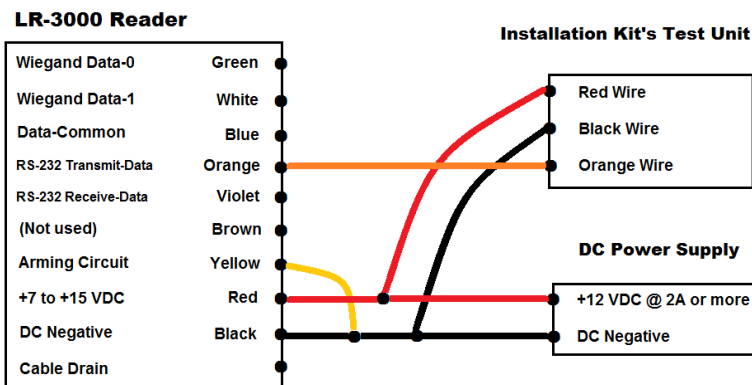 LR-3000 Reader
Installation Kit's Test Unit
Wiegand Data-0 Green
Wiegand Data-1 White
Data-Common Blue
RS-232 Transmit-Data Orange
RS-232 Receive-Data Violet
(Not used) Brown
Arming Circuit Yellow
+7 to +15 VDC Red
DC Negative Black
Cable Drain
Red Wire
Black Wire
Orange Wire
DC Power Supply
+12 VDC @ 2A or more
DC Negative